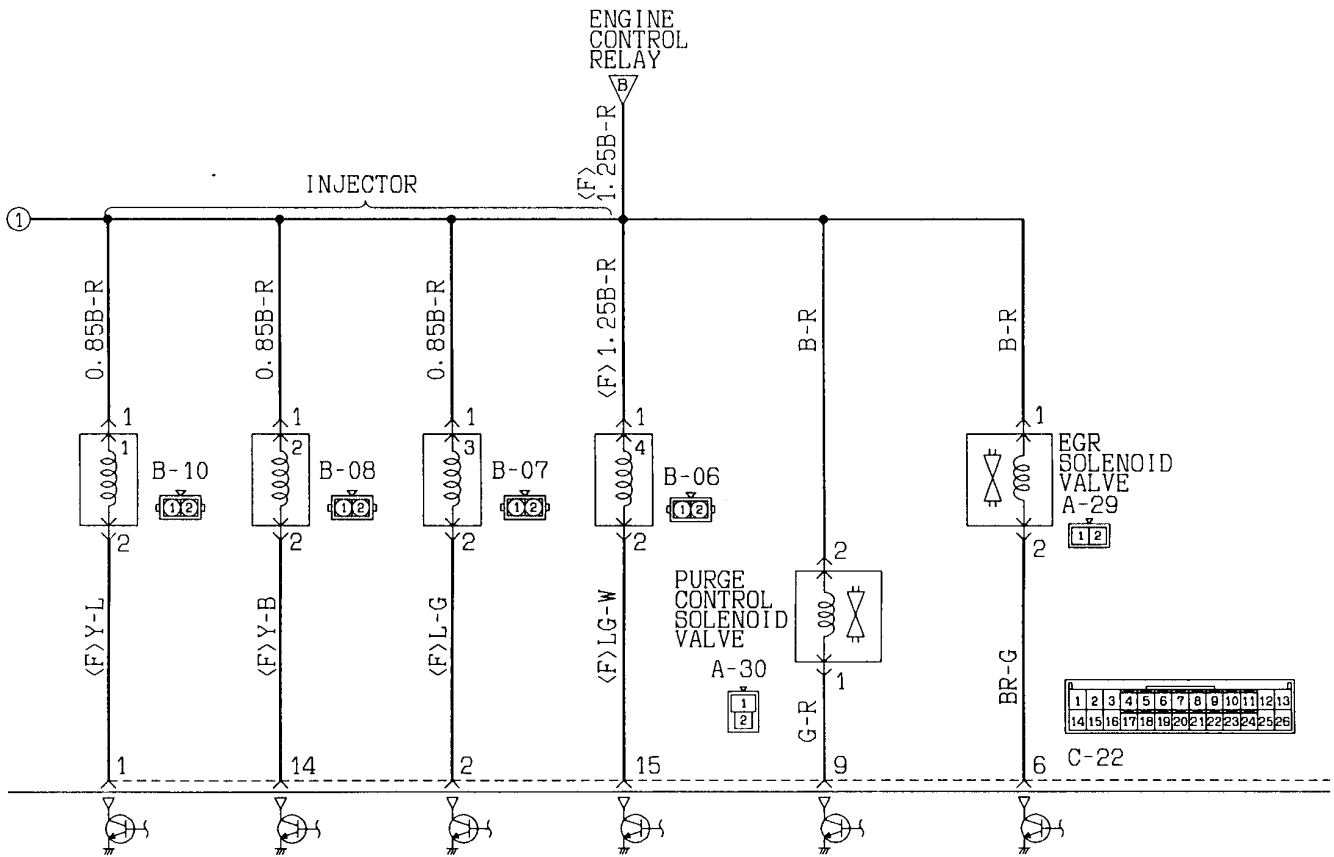 ENGINE
CONTROL
RELAY
B
<F>
1.25B-R
INJECTOR
1
0.85B-R
0.85B-R
0.85B-R
<F>1.25B-R
B-R
B-R
1
1
1
1
1
1
2
3
4
B-10
B-08
B-07
B-06
1 2
1 2
1 2
1 2
EGR
SOLENOID
VALVE
A-29
1 2
2
2
2
2
2
2
PURGE
CONTROL
SOLENOID
VALVE
A-30
1
2
1
<F>Y-L
<F>Y-B
<F>L-G
<F>LG-W
G-R
BR-G
1 2 3 4 5 6 7 8 9 10 11 12 13
14 15 16 17 18 19 20 21 22 23 24 25 26
C-22
1
14
2
15
9
6